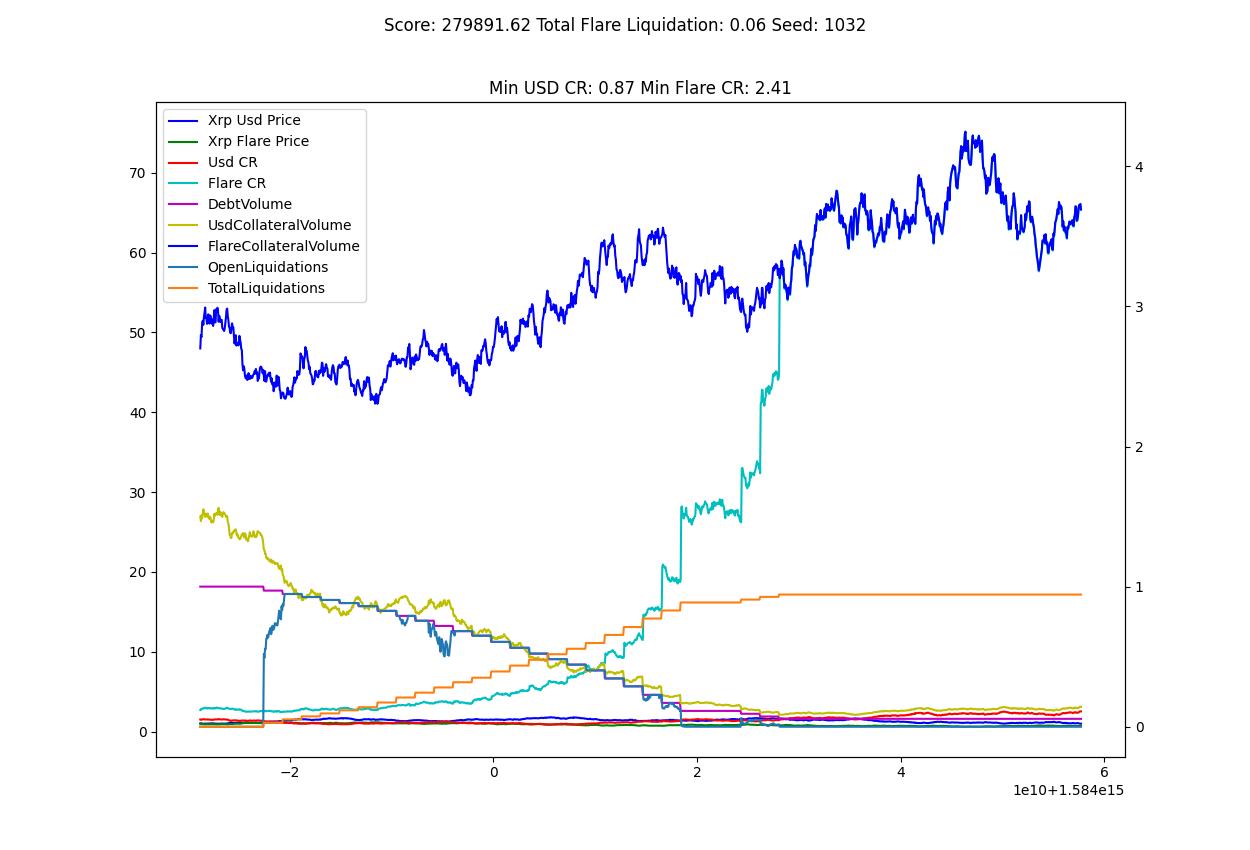 Score: 279891.62 Total Flare Liquidation: 0.06 Seed: 1032
Min USD CR: 0.87 Min Flare CR: 2.41
Xrp Usd Price
Xrp Flare Price
Usd CR
Flare CR
DebtVolume
UsdCollateralVolume
FlareCollateralVolume
OpenLiquidations
TotalLiquidations
70
60
50
40
30
20
10
0
4
3
2
1
0
−2
0
2
4
6
1e10+1.584e15